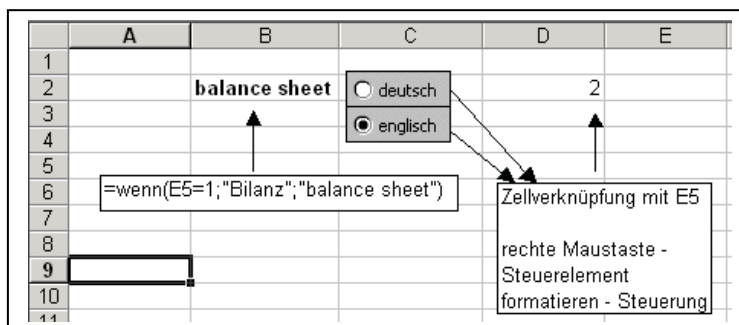 A B C D E
1
2 balance sheet deutsch 2
3
englisch
4
5
6 =wenn(E5=1;"Bilanz";"balance sheet")
Zellverknüpfung mit E5
7
8
rechte Maustaste -
9
Steuerelement
10
formatieren - Steuerung
11